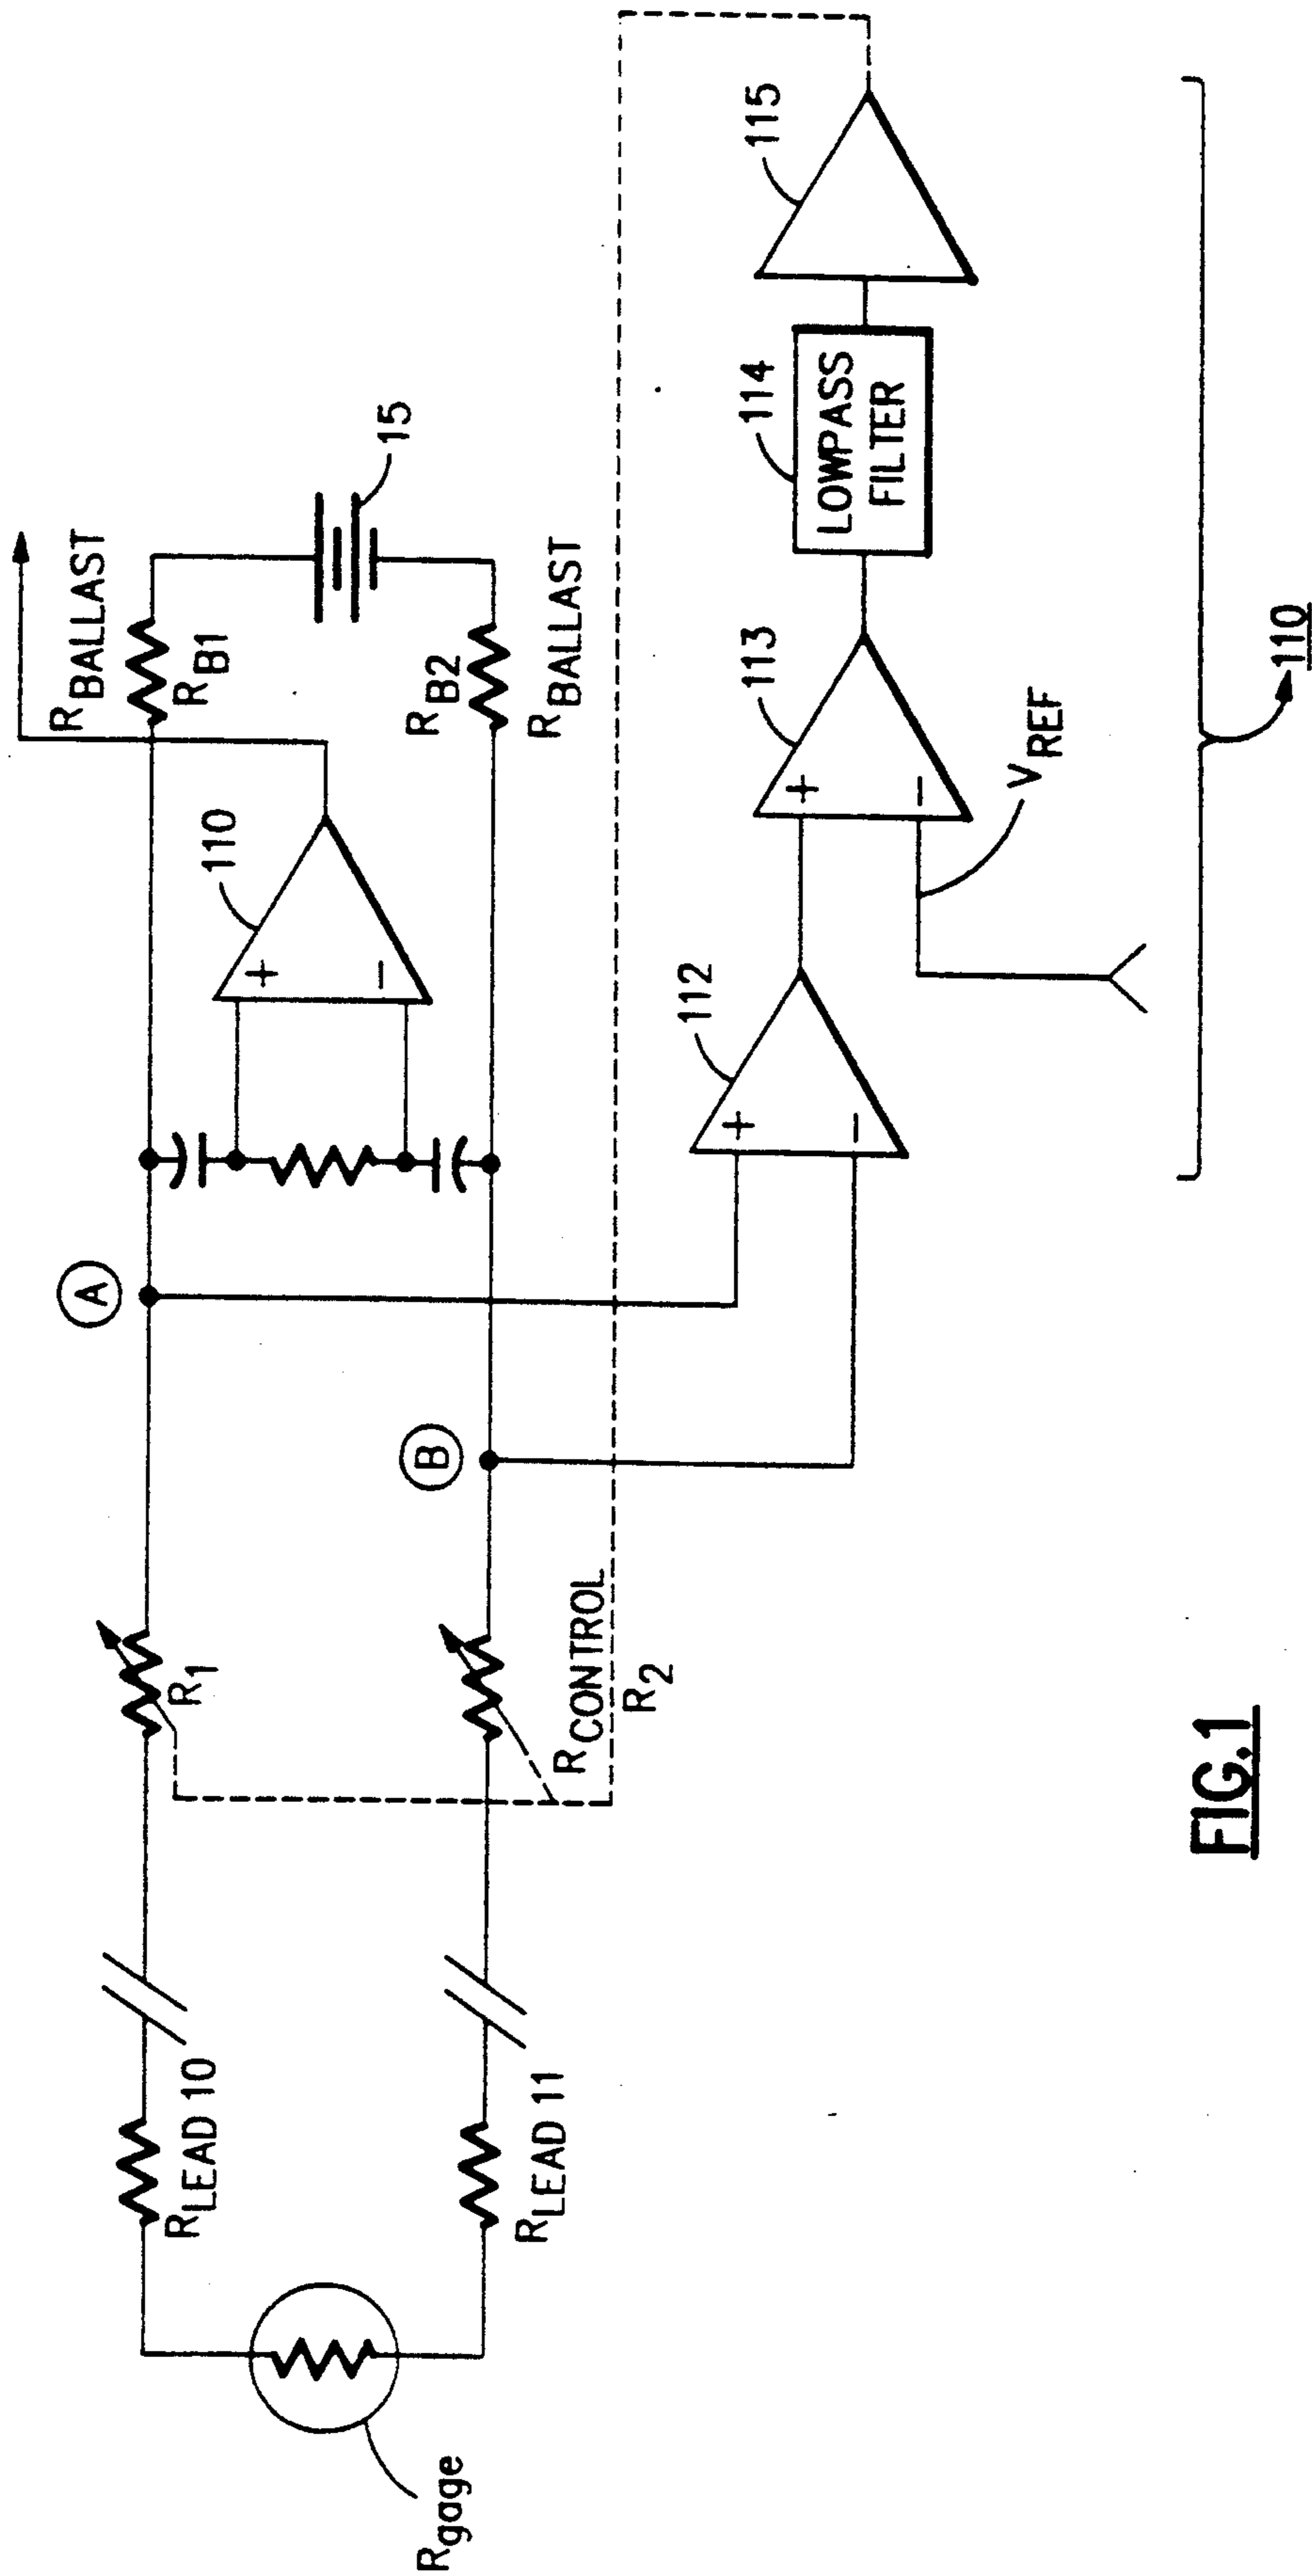 R BALLAST
R B1
15
R B2
R BALLAST
110
+
−
A
B
R 1
R CONTROL
R 2
R LEAD 10
R LEAD 11
R gage
112
+
−
113
+
−
V REF
114
LOWPASS
FILTER
115
110
FIG.1